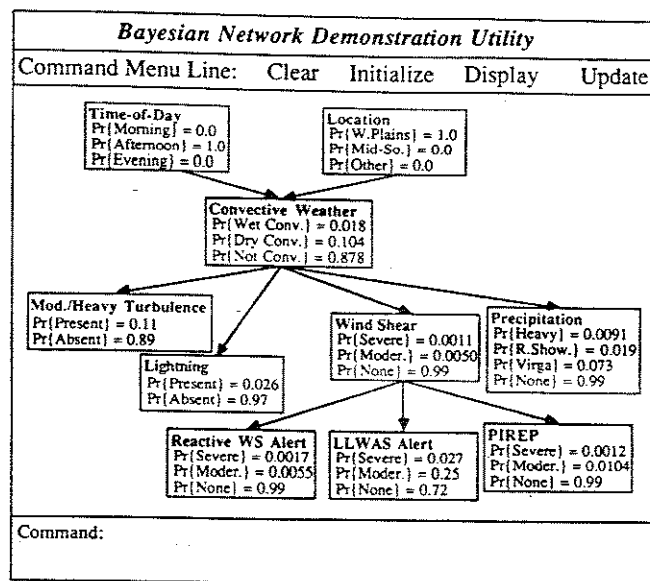 Bayesian Network Demonstration Utility
Command Menu Line: Clear Initialize Display Update
Time-of-Day
Pr{Morning} = 0.0
Pr{Afternoon} = 1.0
Pr{Evening} = 0.0
Location
Pr{W.Plains} = 1.0
Pr{Mid-So.} = 0.0
Pr{Other} = 0.0
Convective Weather
Pr{Wet Conv.} = 0.018
Pr{Dry Conv.} = 0.104
Pr{Not Conv.} = 0.878
Mod./Heavy Turbulence
Pr{Present} = 0.11
Pr{Absent} = 0.89
Lightning
Pr{Present} = 0.026
Pr{Absent} = 0.97
Wind Shear
Pr{Severe} = 0.0011
Pr{Moder.} = 0.0050
Pr{None} = 0.99
Precipitation
Pr{Heavy} = 0.0091
Pr{R.Show.} = 0.019
Pr{Virga} = 0.073
Pr{None} = 0.99
Reactive WS Alert
Pr{Severe} = 0.0017
Pr{Moder.} = 0.0055
Pr{None} = 0.99
LLWAS Alert
Pr{Severe} = 0.027
Pr{Moder.} = 0.25
Pr{None} = 0.72
PIREP
Pr{Severe} = 0.0012
Pr{Moder.} = 0.0104
Pr{None} = 0.99
Command: